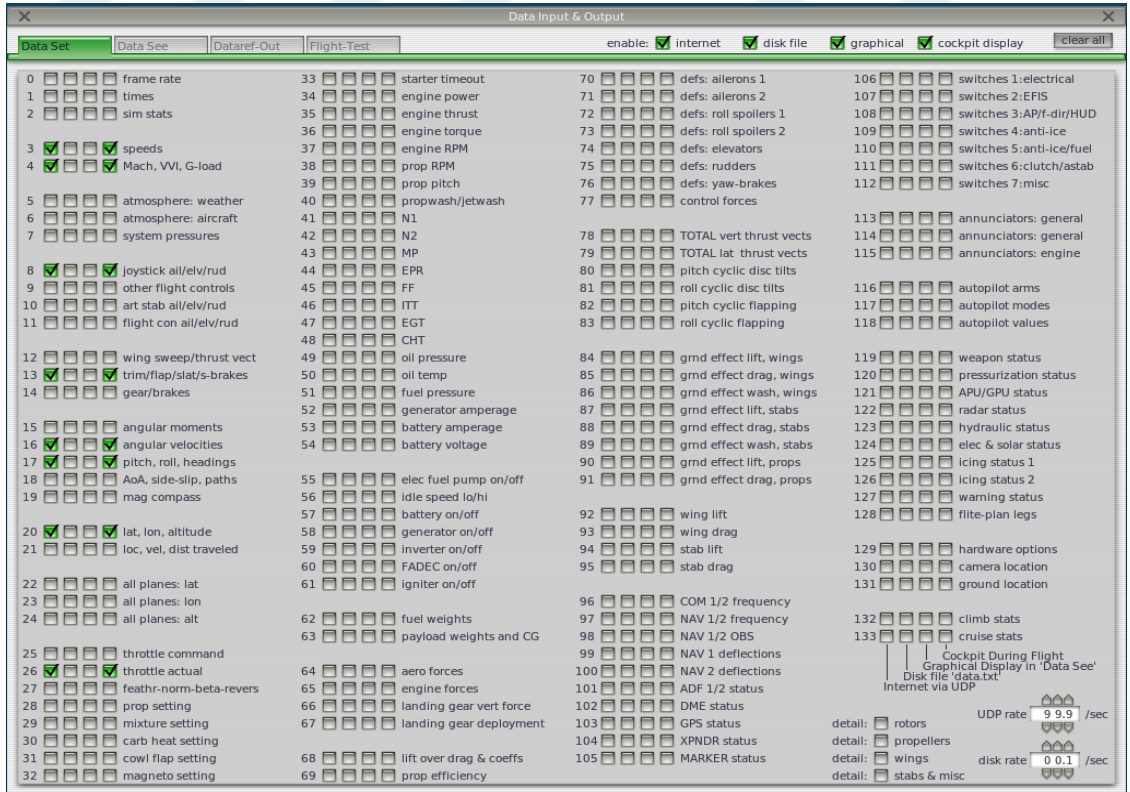 Data Input & Output
Data Set
Data See
Dataref-Out
Flight-Test
enable: internet disk file graphical cockpit display
clear all
0 frame rate
1 times
2 sim stats
3 speeds
4 Mach, VVI, G-load
5 atmosphere: weather
6 atmosphere: aircraft
7 system pressures
8 joystick ail/elv/rud
9 other flight controls
10 art stab ail/elv/rud
11 flight con ail/elv/rud
12 wing sweep/thrust vect
13 trim/flap/slat/s-brakes
14 gear/brakes
15 angular moments
16 angular velocities
17 pitch, roll, headings
18 AoA, side-slip, paths
19 mag compass
20 lat, lon, altitude
21 loc, vel, dist traveled
22 all planes: lat
23 all planes: lon
24 all planes: alt
25 throttle command
26 throttle actual
27 feathr-norm-beta-revers
28 prop setting
29 mixture setting
30 carb heat setting
31 cowl flap setting
32 magneto setting
33 starter timeout
34 engine power
35 engine thrust
36 engine torque
37 engine RPM
38 prop RPM
39 prop pitch
40 propwash/jetwash
41 N1
42 N2
43 MP
44 EPR
45 FF
46 ITT
47 EGT
48 CHT
49 oil pressure
50 oil temp
51 fuel pressure
52 generator amperage
53 battery amperage
54 battery voltage
55 elec fuel pump on/off
56 idle speed lo/hi
57 battery on/off
58 generator on/off
59 inverter on/off
60 FADEC on/off
61 igniter on/off
62 fuel weights
63 payload weights and CG
64 aero forces
65 engine forces
66 landing gear vert force
67 landing gear deployment
68 lift over drag & coeffs
69 prop efficiency
70 defs: ailerons 1
71 defs: ailerons 2
72 defs: roll spoilers 1
73 defs: roll spoilers 2
74 defs: elevators
75 defs: rudders
76 defs: yaw-brakes
77 control forces
78 TOTAL vert thrust vects
79 TOTAL lat thrust vects
80 pitch cyclic disc tilts
81 roll cyclic disc tilts
82 pitch cyclic flapping
83 roll cyclic flapping
84 grnd effect lift, wings
85 grnd effect drag, wings
86 grnd effect wash, wings
87 grnd effect lift, stabs
88 grnd effect drag, stabs
89 grnd effect wash, stabs
90 grnd effect lift, props
91 grnd effect drag, props
92 wing lift
93 wing drag
94 stab lift
95 stab drag
96 COM 1/2 frequency
97 NAV 1/2 frequency
98 NAV 1/2 OBS
99 NAV 1 deflections
100 NAV 2 deflections
101 ADF 1/2 status
102 DME status
103 GPS status
104 XPNDR status
105 MARKER status
106 switches 1:electrical
107 switches 2:EFIS
108 switches 3:AP/f-dir/HUD
109 switches 4:anti-ice
110 switches 5:anti-ice/fuel
111 switches 6:clutch/astab
112 switches 7:misc
113 annunciators: general
114 annunciators: general
115 annunciators: engine
116 autopilot arms
117 autopilot modes
118 autopilot values
119 weapon status
120 pressurization status
121 APU/GPU status
122 radar status
123 hydraulic status
124 elec & solar status
125 icing status 1
126 icing status 2
127 warning status
128 flite-plan legs
129 hardware options
130 camera location
131 ground location
132 climb stats
133 cruise stats
Cockpit During Flight
Graphical Display in 'Data See'
Disk file 'data.txt'
Internet via UDP
UDP rate 9 9.9 /sec
detail: rotors
detail: propellers
detail: wings
disk rate 0 0.1 /sec
detail: stabs & misc